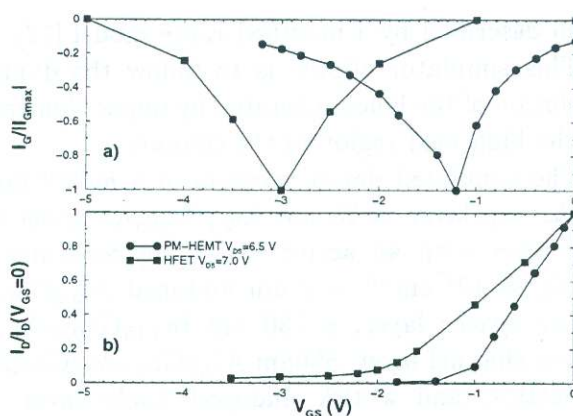 0
-0.2
-0.4
-0.6
-0.8
-1
I_G/|I_Gmax|
a)
-5 -4 -3 -2 -1 0
1
0.8
0.6
0.4
0.2
0
I_D/I_D(V_GS=0)
PM-HEMT V_DS=6.5 V
HFET V_DS=7.0 V
b)
-5 -4 -3 -2 -1 0
V_GS (V)